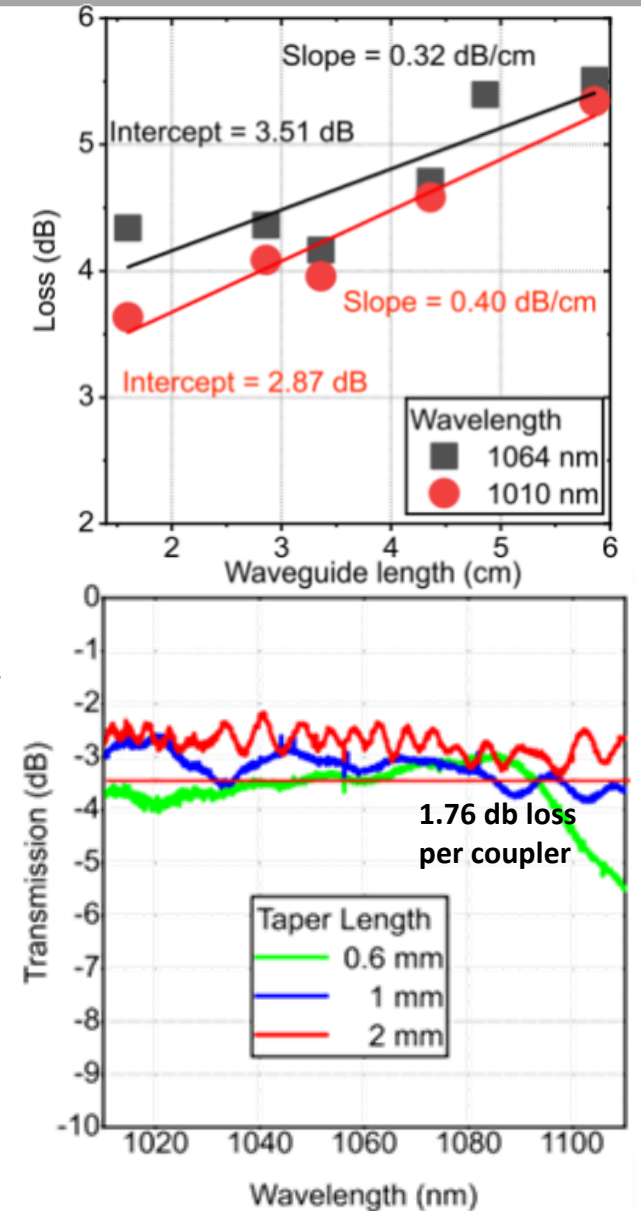 6
Slope = 0.32 dB/cm
5
Intercept = 3.51 dB
Loss (dB)
4
Slope = 0.40 dB/cm
Intercept = 2.87 dB
3
Wavelength
1064 nm
1010 nm
2
2 3 4 5 6
Waveguide length (cm)
0
-1
-2
-3
Transmission (dB)
-4
1.76 db loss
per coupler
-5
-6
Taper Length
0.6 mm
-7
1 mm
2 mm
-8
-9
-10
1020 1040 1060 1080 1100
Wavelength (nm)